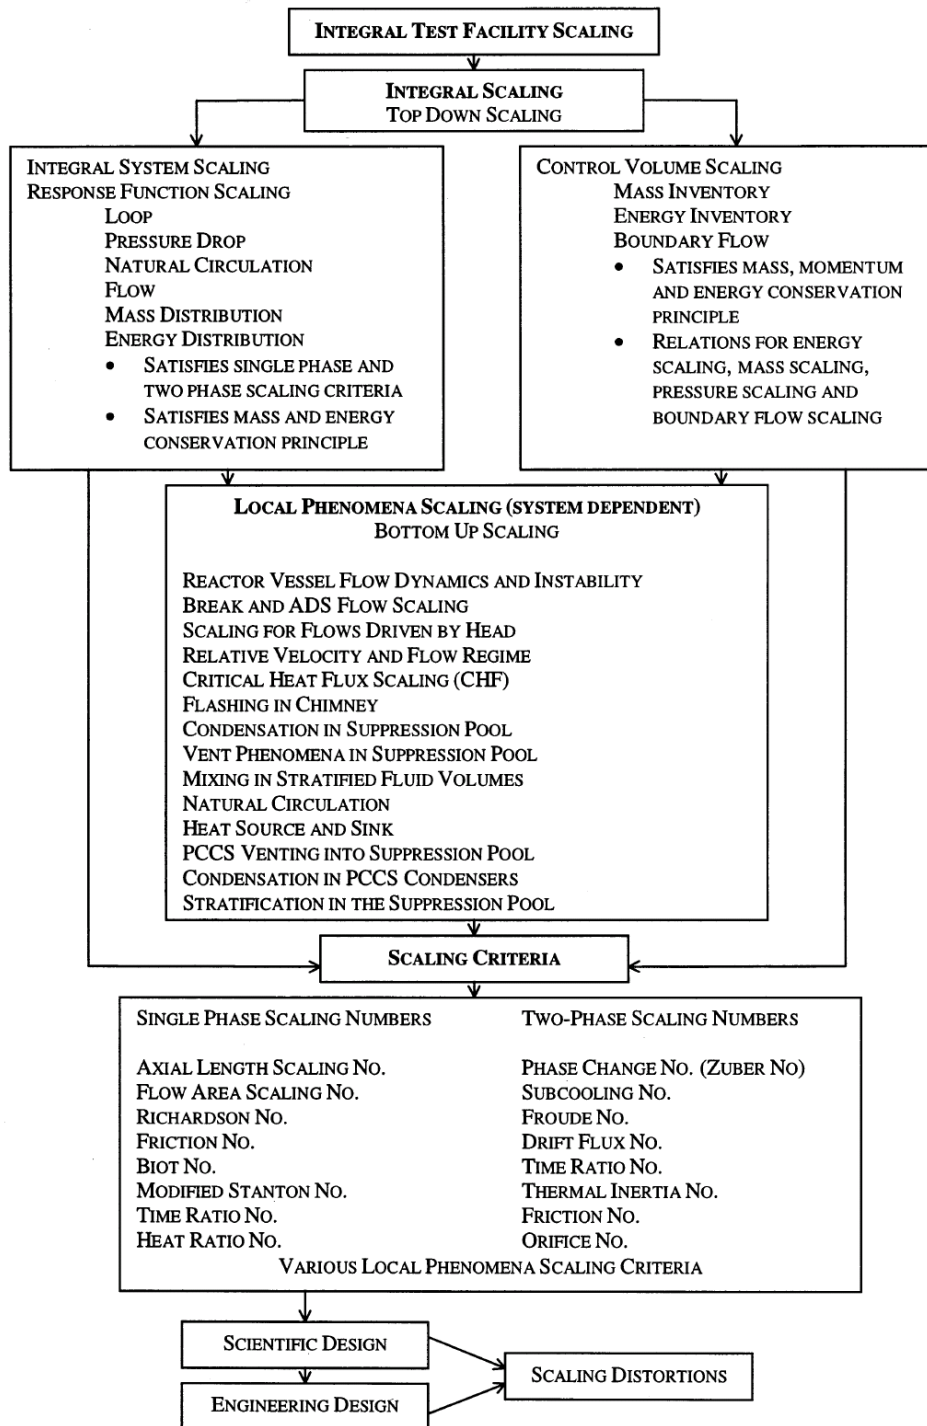 INTEGRAL TEST FACILITY SCALING
INTEGRAL SCALING
TOP DOWN SCALING
INTEGRAL SYSTEM SCALING
RESPONSE FUNCTION SCALING
LOOP
PRESSURE DROP
NATURAL CIRCULATION
FLOW
MASS DISTRIBUTION
ENERGY DISTRIBUTION
• SATISFIES SINGLE PHASE AND
TWO PHASE SCALING CRITERIA
• SATISFIES MASS AND ENERGY
CONSERVATION PRINCIPLE
CONTROL VOLUME SCALING
MASS INVENTORY
ENERGY INVENTORY
BOUNDARY FLOW
• SATISFIES MASS, MOMENTUM
AND ENERGY CONSERVATION
PRINCIPLE
• RELATIONS FOR ENERGY
SCALING, MASS SCALING,
PRESSURE SCALING AND
BOUNDARY FLOW SCALING
LOCAL PHENOMENA SCALING (SYSTEM DEPENDENT)
BOTTOM UP SCALING
REACTOR VESSEL FLOW DYNAMICS AND INSTABILITY
BREAK AND ADS FLOW SCALING
SCALING FOR FLOWS DRIVEN BY HEAD
RELATIVE VELOCITY AND FLOW REGIME
CRITICAL HEAT FLUX SCALING (CHF)
FLASHING IN CHIMNEY
CONDENSATION IN SUPPRESSION POOL
VENT PHENOMENA IN SUPPRESSION POOL
MIXING IN STRATIFIED FLUID VOLUMES
NATURAL CIRCULATION
HEAT SOURCE AND SINK
PCCS VENTING INTO SUPPRESSION POOL
CONDENSATION IN PCCS CONDENSERS
STRATIFICATION IN THE SUPPRESSION POOL
SCALING CRITERIA
SINGLE PHASE SCALING NUMBERS
AXIAL LENGTH SCALING NO.
FLOW AREA SCALING NO.
RICHARDSON NO.
FRICTION NO.
BIOT NO.
MODIFIED STANTON NO.
TIME RATIO NO.
HEAT RATIO NO.
TWO-PHASE SCALING NUMBERS
PHASE CHANGE NO. (ZUBER NO)
SUBCOOLING NO.
FROUDE NO.
DRIFT FLUX NO.
TIME RATIO NO.
THERMAL INERTIA NO.
FRICTION NO.
ORIFICE NO.
VARIOUS LOCAL PHENOMENA SCALING CRITERIA
SCIENTIFIC DESIGN
SCALING DISTORTIONS
ENGINEERING DESIGN